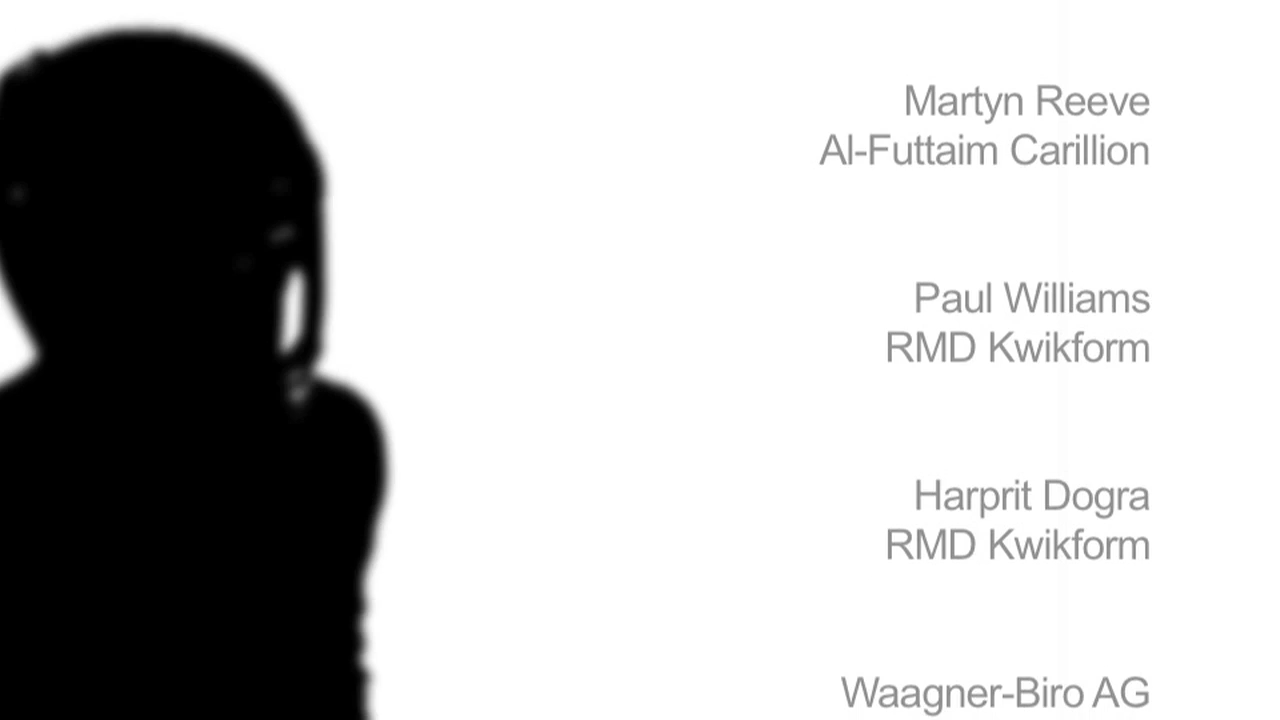 Martyn Reeve
Al-Futtaim Carillion
Paul Williams
RMD Kwikform
Harprit Dogra
RMD Kwikform
Waagner-Biro AG